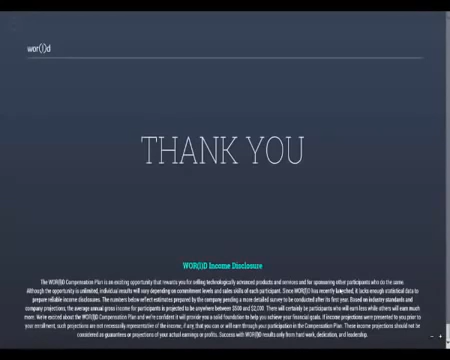 wor(l)d
THANK YOU
WOR(l)D Income Disclosure
The WOR(l)D Compensation Plan is an exciting opportunity that rewards you for selling technologically advanced products and services and for sponsoring other participants who do the same.
Although the opportunity is unlimited, individual results will vary depending on commitment levels and sales skills of each participant. Since WOR(l)D has recently launched, it lacks enough statistical data to
prepare reliable income disclosures. The numbers below reflect estimates prepared by the company pending a more detailed survey to be conducted after its first year. Based on industry standards and
company projections, the average annual gross income for participants is projected to be anywhere between $500 and $2,000. There will certainly be participants who will earn less while others will earn much
more. We're excited about the WOR(l)D Compensation Plan and we're confident it will provide you a solid foundation to help you achieve your financial goals. If income projections were presented to you prior to
your enrollment, such projections are not necessarily representative of the income, if any, that you can or will earn through your participation in the Compensation Plan. These income projections should not be
considered as guarantees or projections of your actual earnings or profits. Success with WOR(l)D results only from hard work, dedication, and leadership.